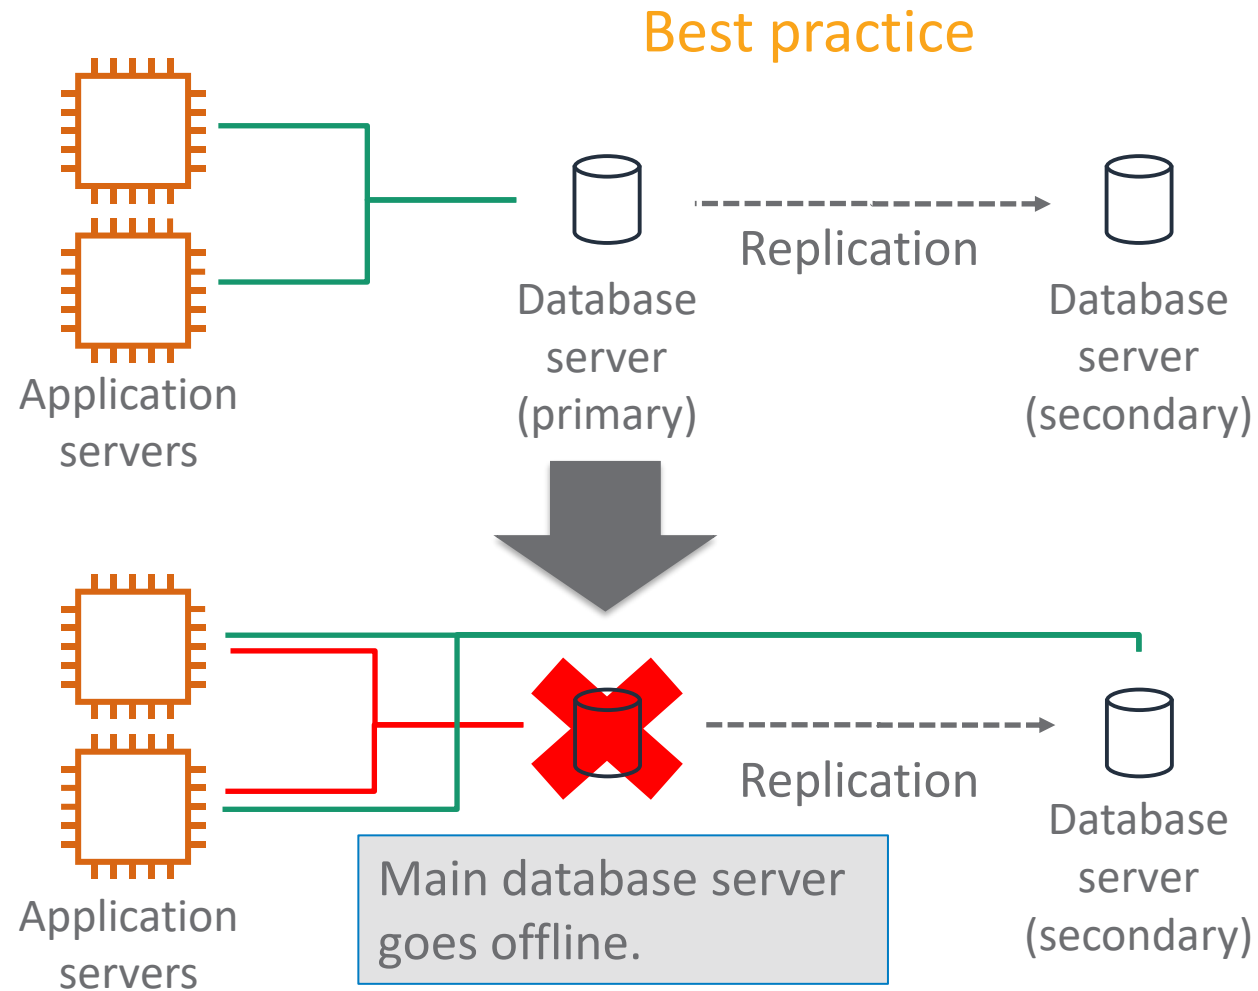 Best practice
Replication
Database
server
(primary)
Database
server
(secondary)
Application
servers
Replication
Main database server
goes offline.
Database
server
(secondary)
Application
servers